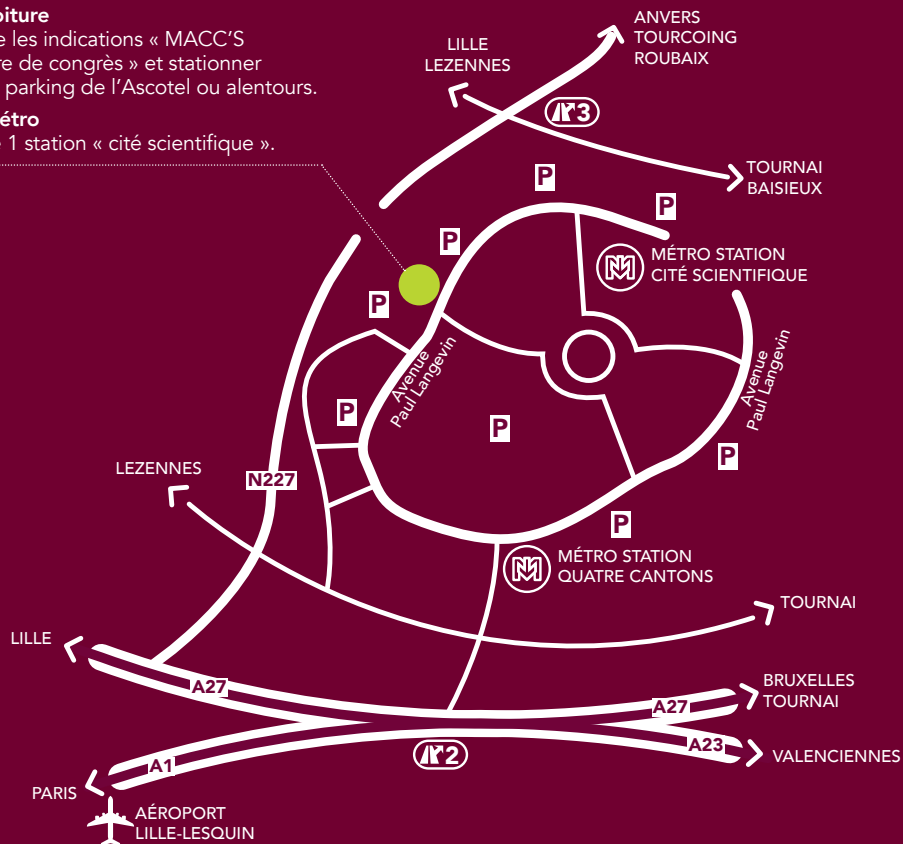 oiture
e les indications « MACC'S
re de congrès » et stationner
parking de l'Ascotel ou alentours.
étro
e 1 station « cité scientifique ».
ANVERS
TOURCOING
ROUBAIX
LILLE
LEZENNES
3
TOURNAI
BAISIEUX
P
P
P
MÉTRO STATION
CITÉ SCIENTIFIQUE
P
Avenue
Paul Langevin
Avenue
Paul Langevin
P
P
P
LEZENNES
N227
P
MÉTRO STATION
QUATRE CANTONS
TOURNAI
LILLE
A27
BRUXELLES
TOURNAI
A27
A23
2
VALENCIENNES
A1
PARIS
AÉROPORT
LILLE-LESQUIN